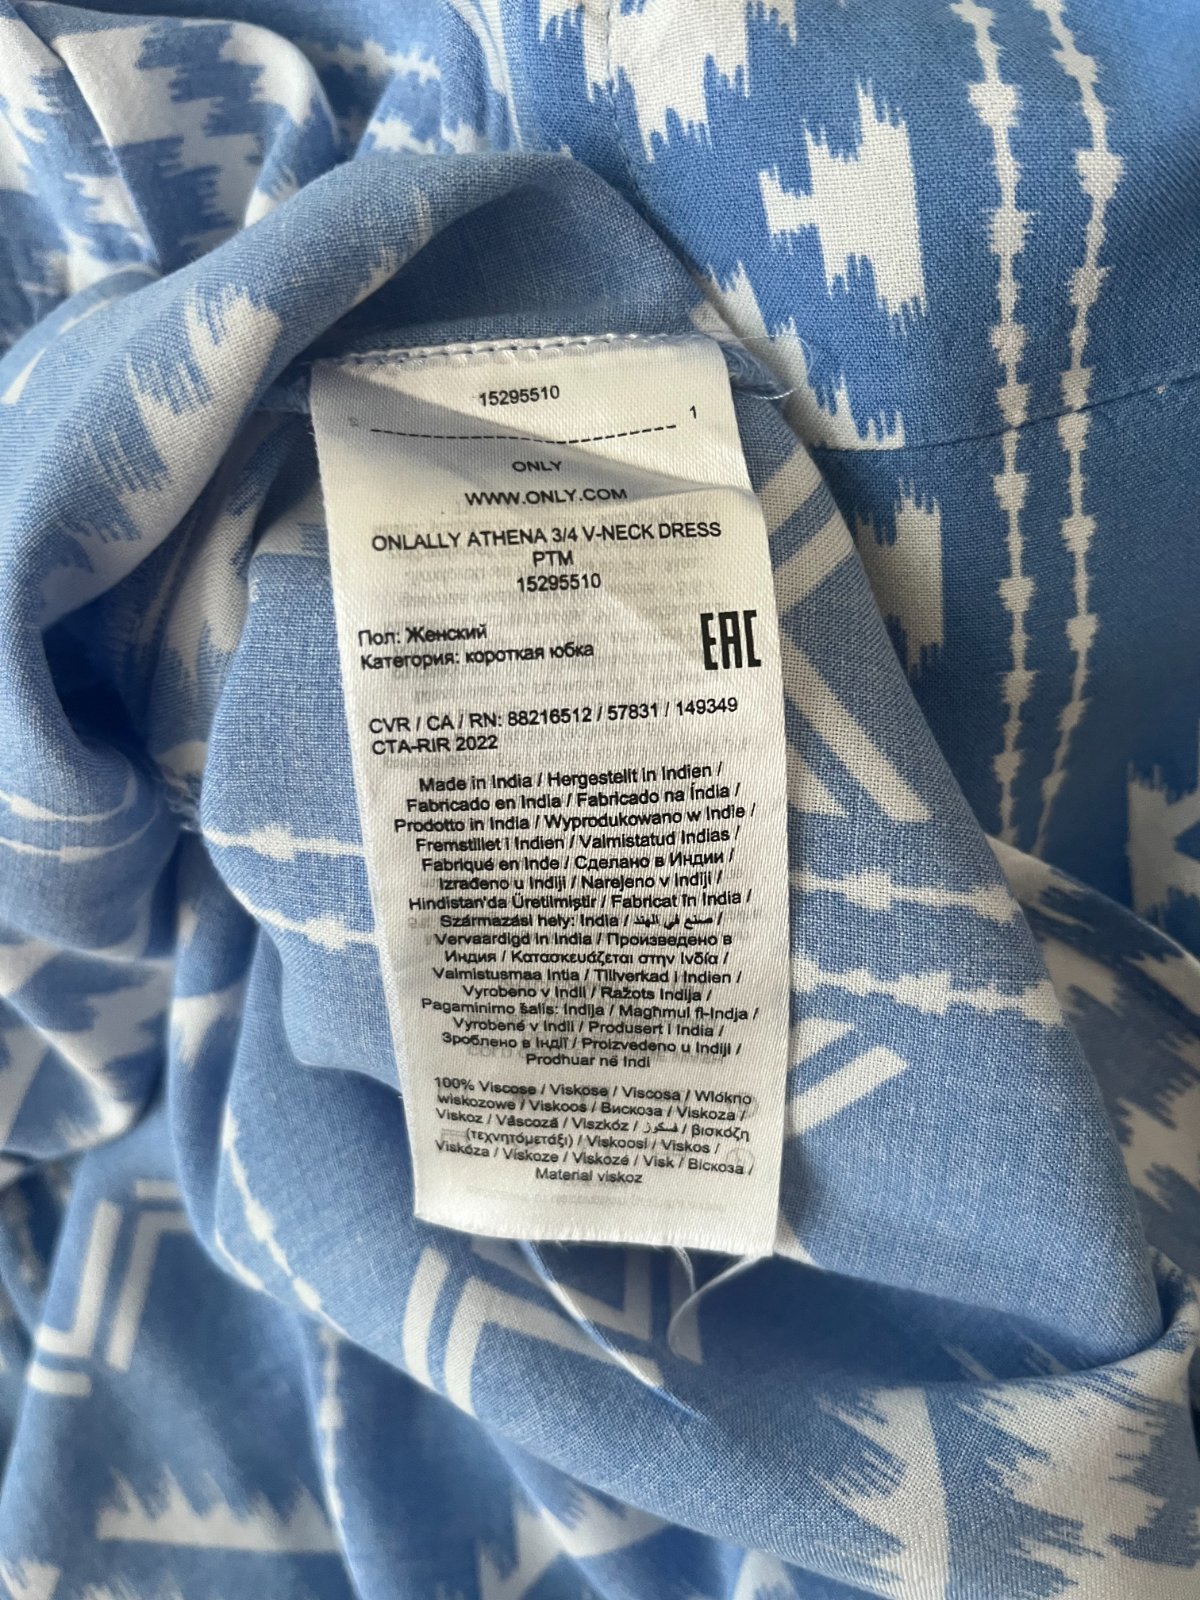 15295510
1
ONLY
WWW.ONLY.COM
ONLALLY ATHENA 3/4 V-NECK DRESS
PTM
15295510
Пол: Женский
Категория: короткая юбка
EAC
CVR / CA / RN: 88216512 / 57831 / 149349
CTA-RIR 2022
Made in India / Hergestellt in Indien /
Fabricado en India / Fabricado na Índia /
Prodotto in India / Wyprodukowano w Indie /
Fremstillet i Indien / Valmistatud Indias /
Fabriqué en Inde / Сделано в Индии /
Izrađeno u Indiji / Narejeno v Indiji /
Hindistan'da Üretilmiştir / Fabricat în India /
Származási hely: India / صنع في الهند /
Vervaardigd in India / Произведено в
Индия / Κατασκευάζεται στην Ινδία /
Valmistusmaa Intia / Tillverkad i Indien /
Vyrobeno v Indii / Ražots Indija /
Pagaminimo šalis: Indija / Magħmul fl-Indja /
Vyrobené v Indii / Produsert i India /
Зроблено в Індії / Proizvedeno u Indiji /
Prodhuar në Indi
100% Viscose / Viskose / Viscosa / Włókno
wiskozowe / Viskoos / Вискоза / Viskoza /
Viskoz / Vâscoză / Viszkóz / فسكوز / βισκόζη
(τεχνητόμετάξι) / Viskoosi / Viskos /
Viskóza / Viskoze / Viskozé / Visk / Віскоза /
Material viskoz